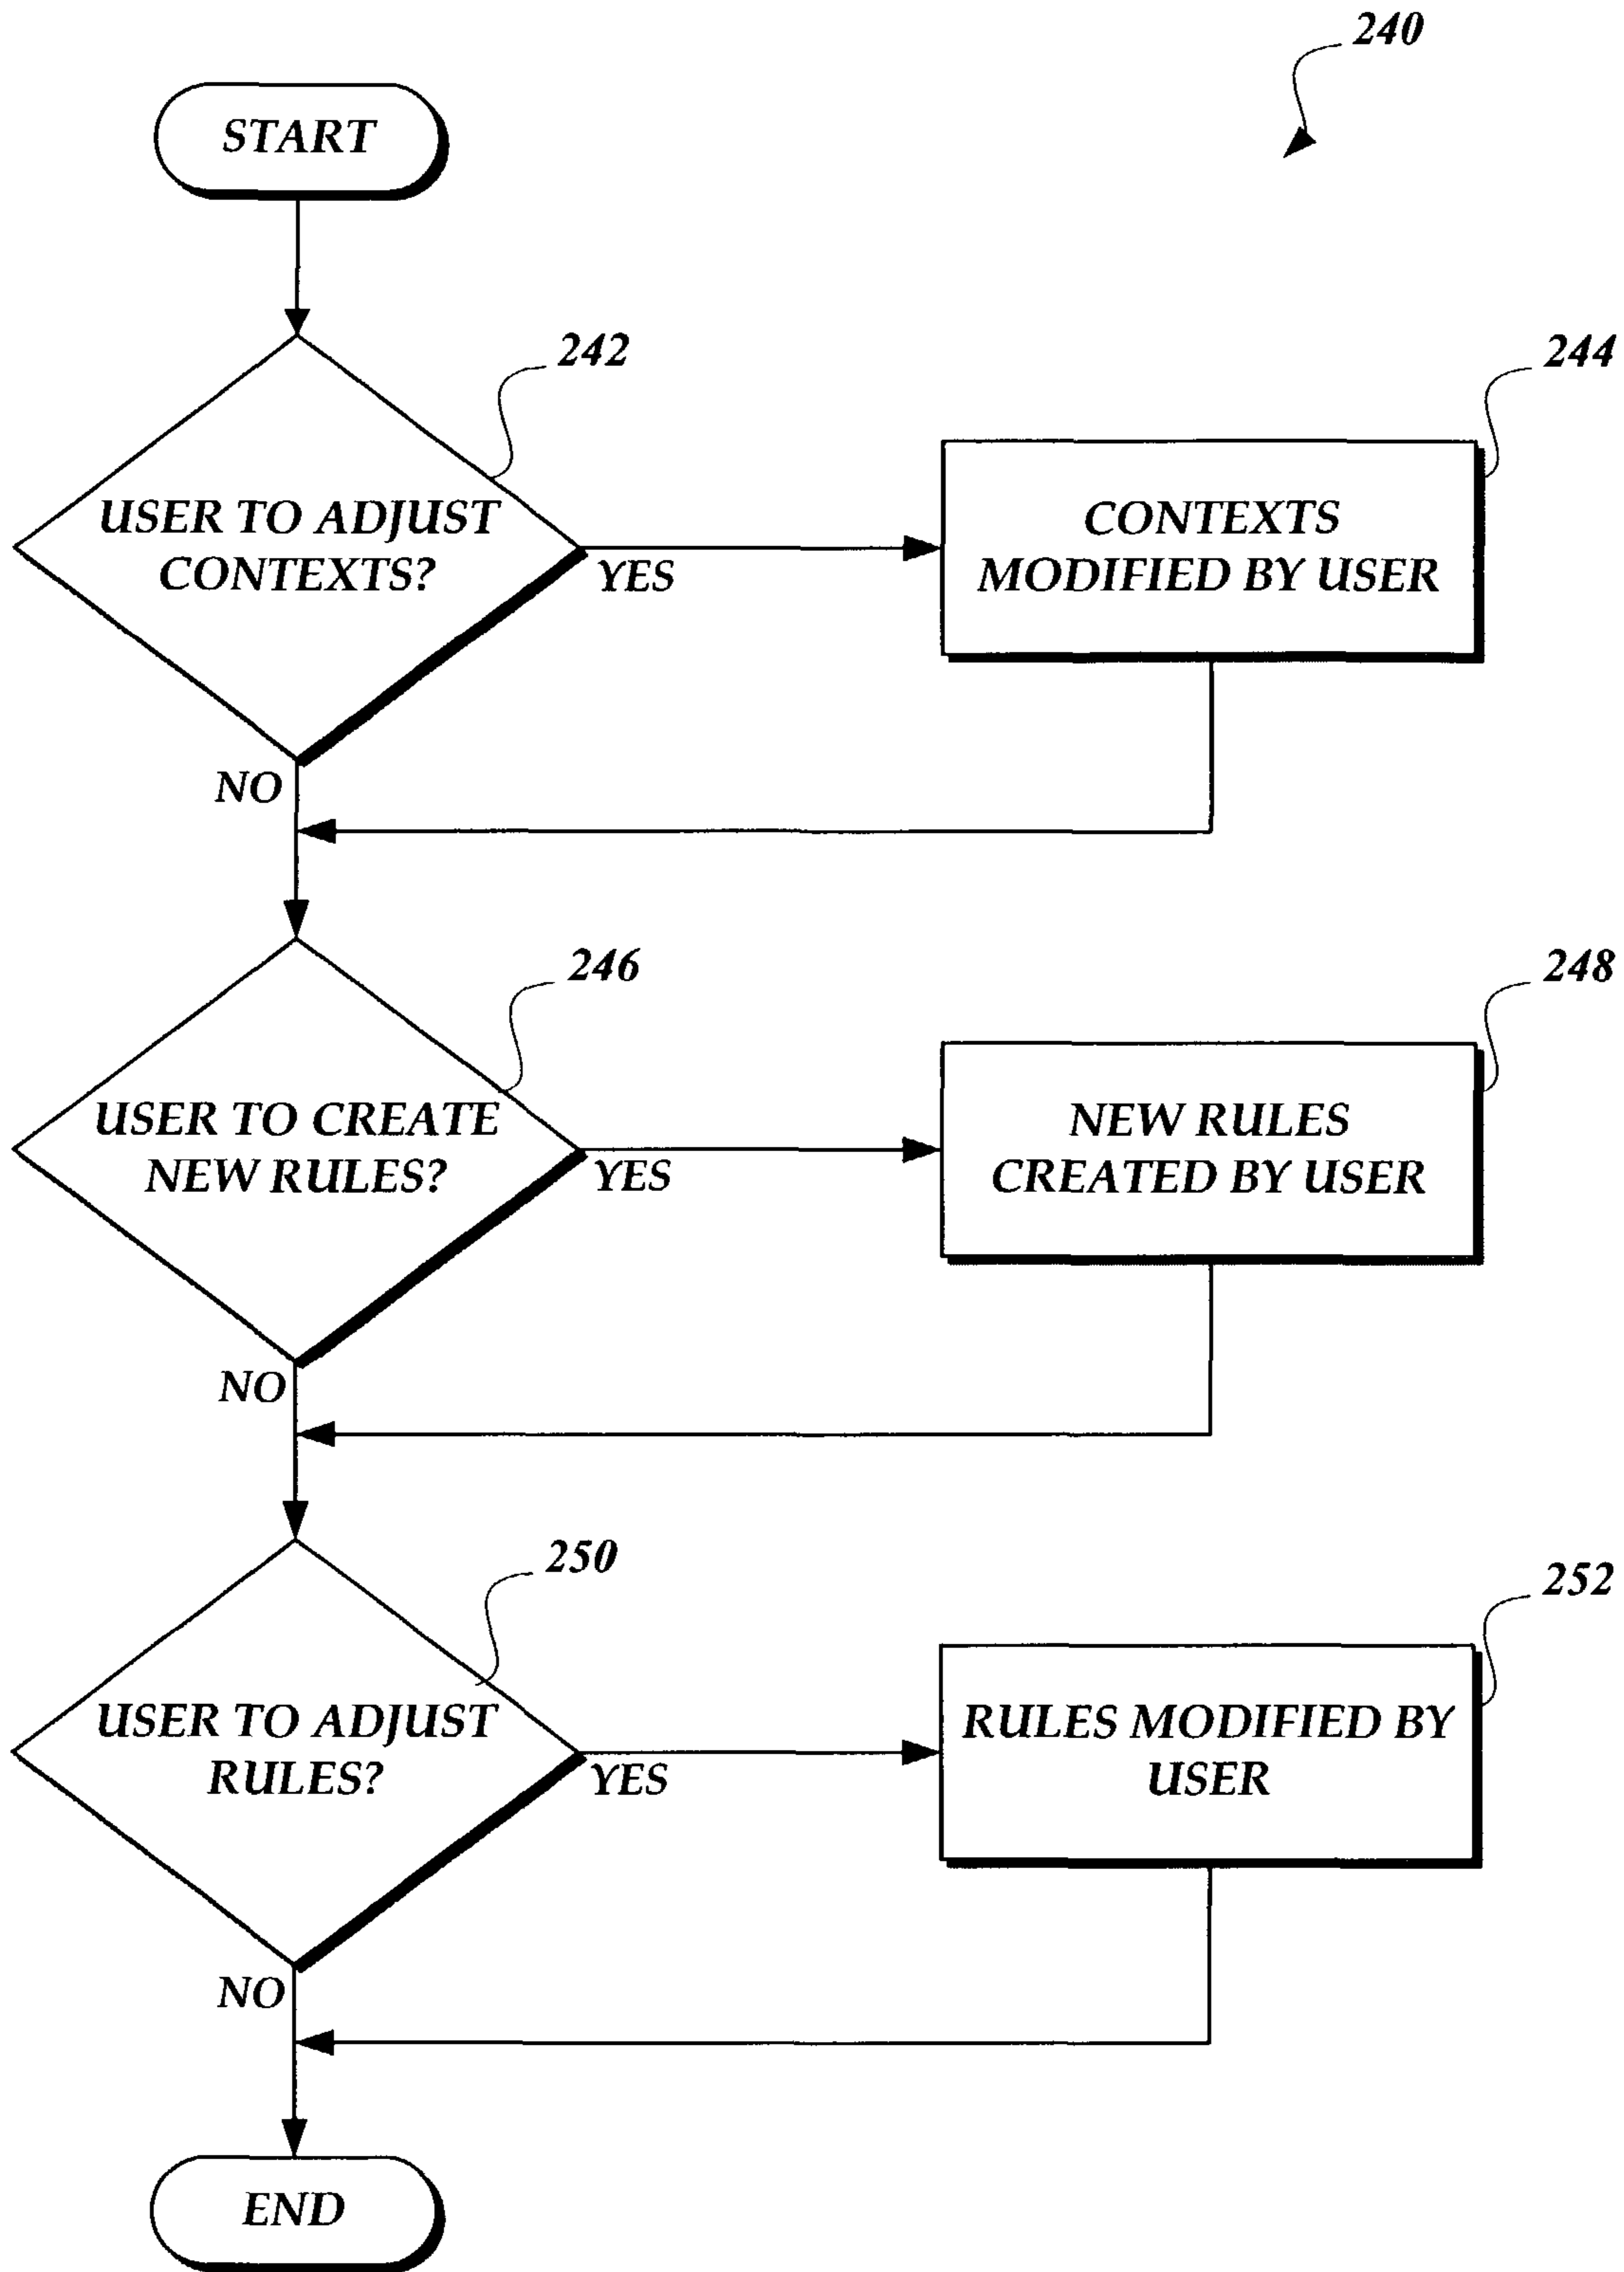 240
START
242
244
USER TO ADJUST
CONTEXTS?
YES
CONTEXTS
MODIFIED BY USER
NO
246
248
USER TO CREATE
NEW RULES?
YES
NEW RULES
CREATED BY USER
NO
250
252
USER TO ADJUST
RULES?
YES
RULES MODIFIED BY
USER
NO
END